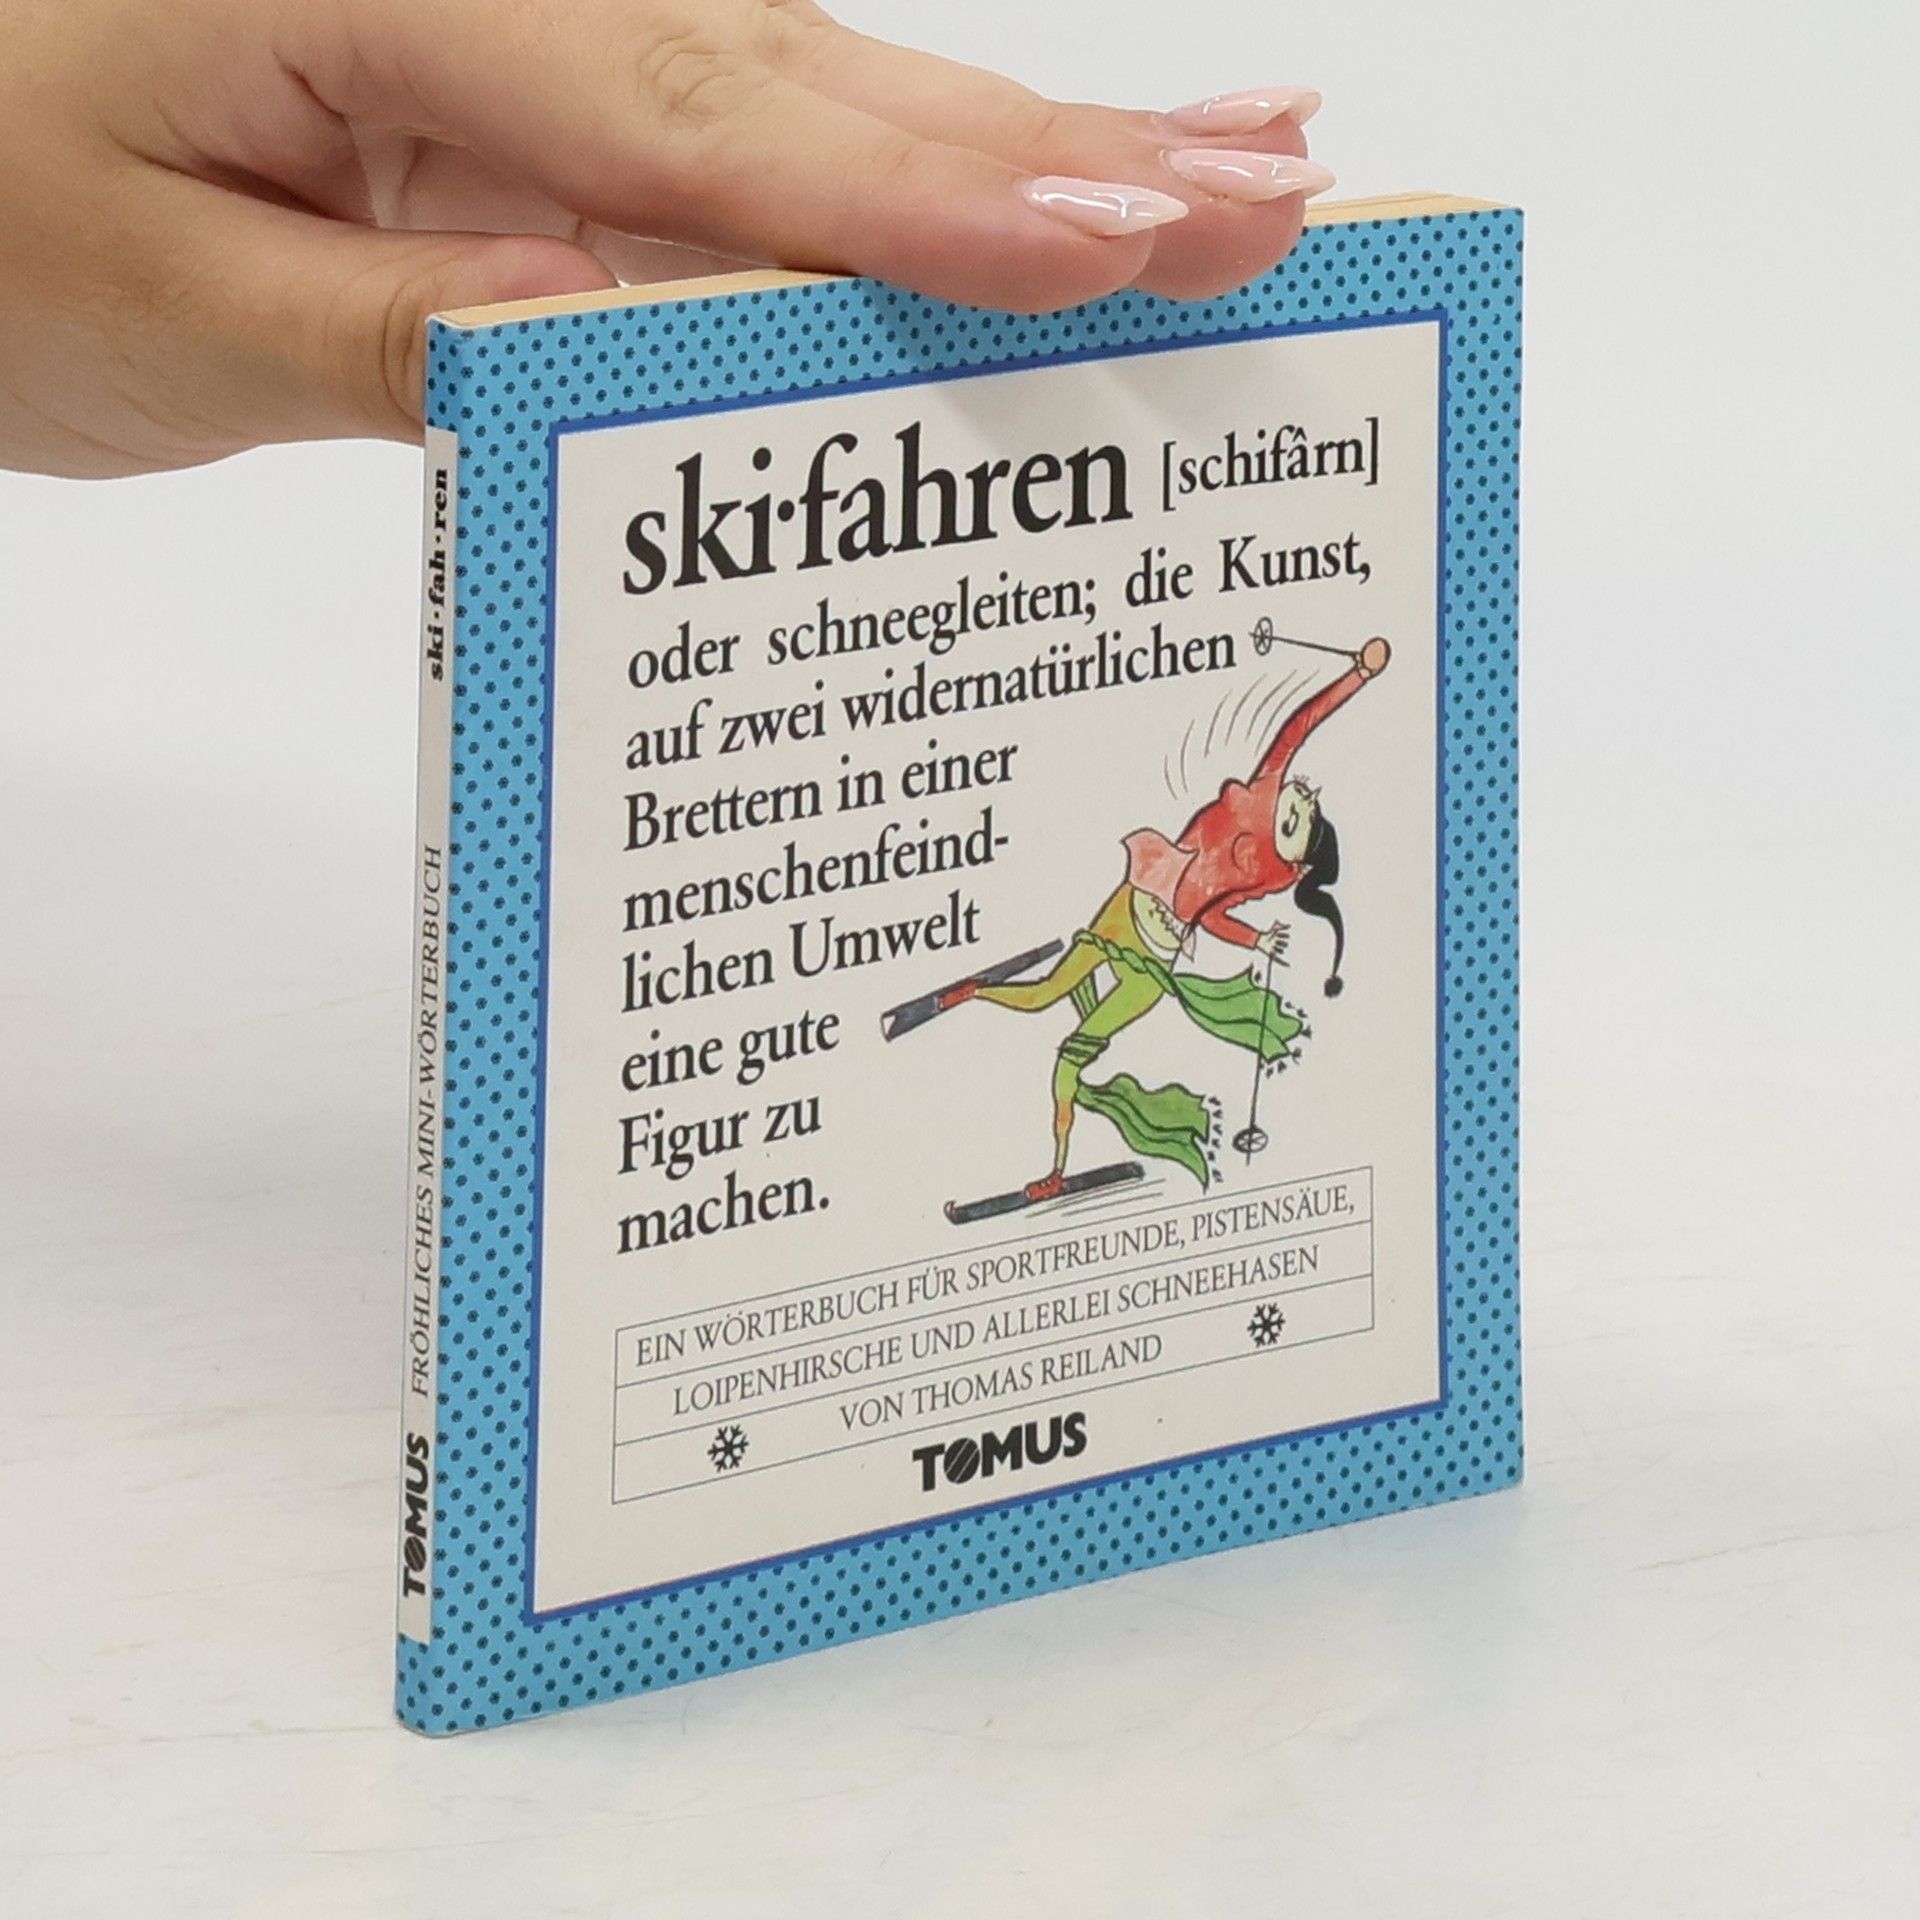 ski·fahren [schifârn]
oder schneegleiten; die Kunst,
auf zwei widernatürlichen
Brettern in einer
menschenfeind-
lichen Umwelt
eine gute
Figur zu
machen.
EIN WÖRTERBUCH FÜR SPORTFREUNDE, PISTENSÄUE,
LOIPENHIRSCHE UND ALLERLEI SCHNEEHASEN
VON THOMAS REILAND
TOMUS
TOMUS FRÖHLICHES MINI-WÖRTERBUCH ski·fah·ren